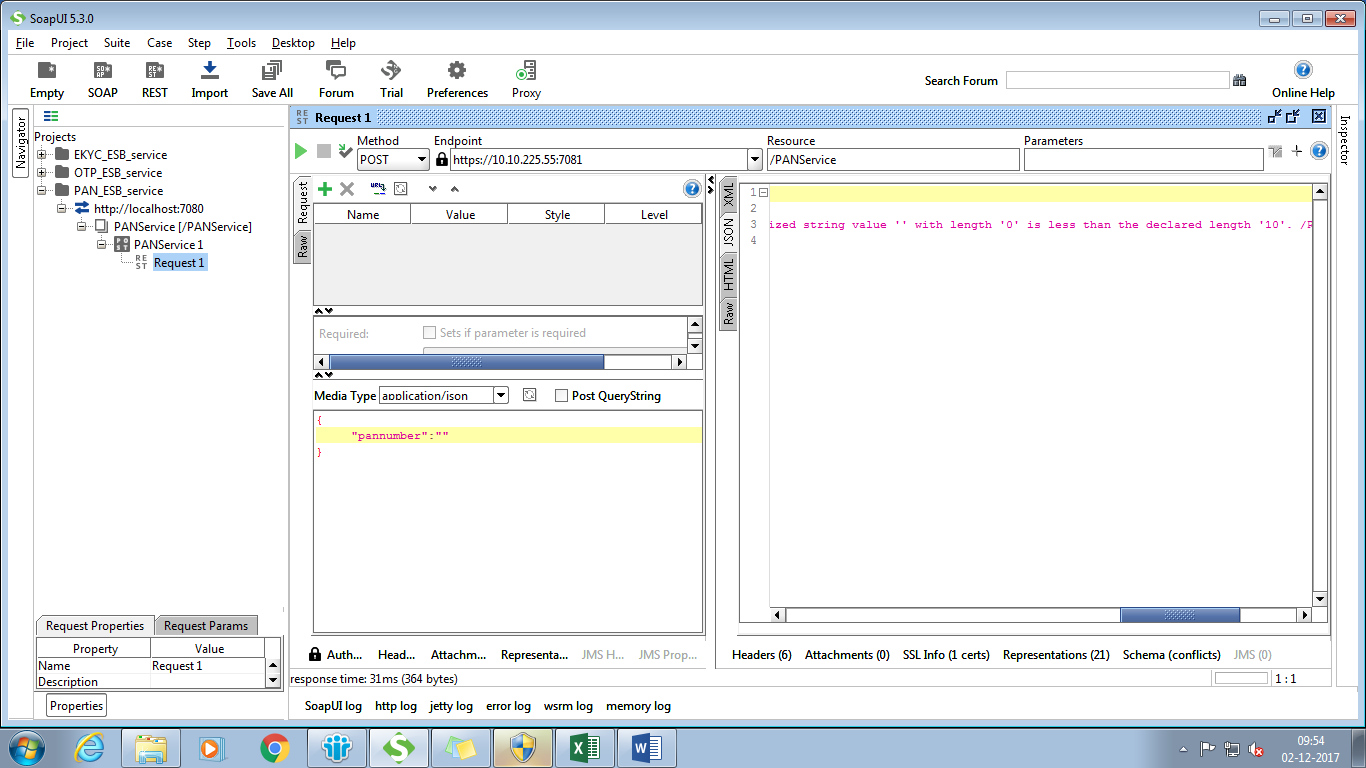 SoapUI 5.3.0
File Project Suite Case Step Tools Desktop Help
Empty SOAP REST Import Save All Forum Trial Preferences Proxy Search Forum Online Help
Navigator
Projects
EKYC_ESB_service
OTP_ESB_service
PAN_ESB_service
http://localhost:7080
PANService [/PANService]
PANService 1
Request 1
Request Properties Request Params
Property Value
Name Request 1
Description
Properties
Request 1
Method Endpoint Resource Parameters
POST https://10.10.225.55:7081 /PANService
Request
Raw
Name Value Style Level
Required: Sets if parameter is required
Media Type application/json Post QueryString
{
"pannumber":""
}
Auth... Head... Attachm... Representa... JMS H... JMS Prop...
XML
JSON
HTML
Raw
1
2
3 ized string value '' with length '0' is less than the declared length '10'. /P
4
Headers (6) Attachments (0) SSL Info (1 certs) Representations (21) Schema (conflicts) JMS (0)
response time: 31ms (364 bytes) 1 : 1
Inspector
SoapUI log http log jetty log error log wsrm log memory log
09:54
02-12-2017